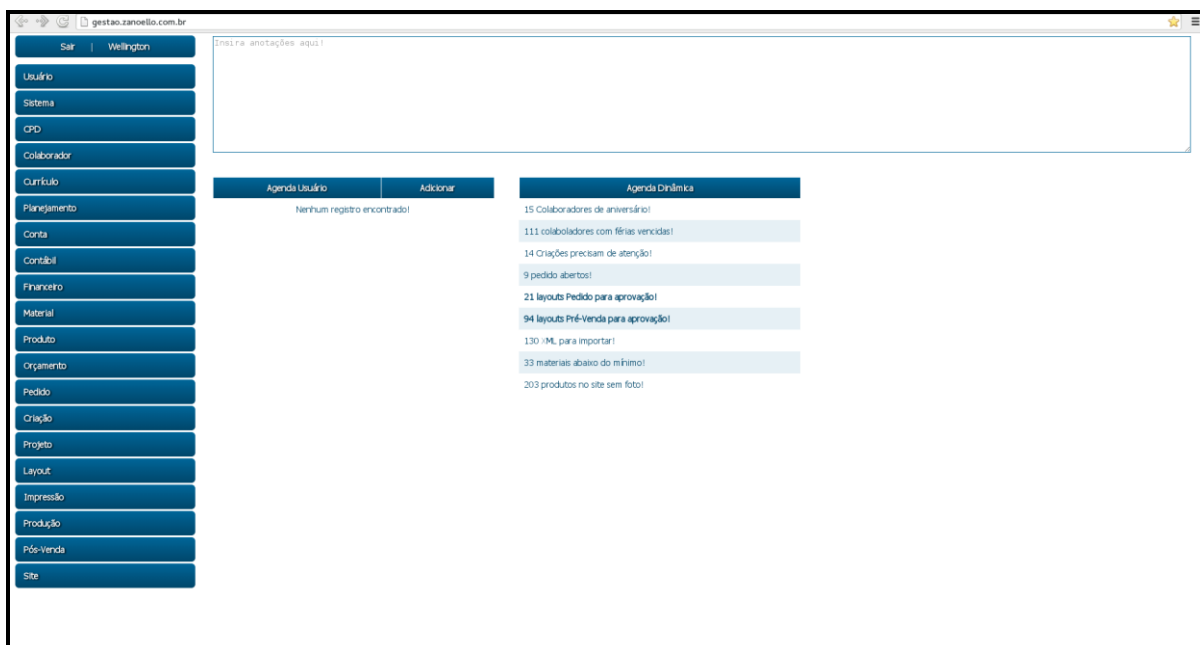 gestao.zanoello.com.br
Sair | Wellington
Usuário
Sistema
CPD
Colaborador
Currículo
Planejamento
Conta
Contábil
Financeiro
Material
Produto
Orçamento
Pedido
Criação
Projeto
Layout
Impressão
Produção
Pós-Venda
Site
Insira anotações aqui!
Agenda Usuário Adicionar
Nenhum registro encontrado!
Agenda Dinâmica
15 Colaboradores de aniversário!
111 colaboladores com férias vencidas!
14 Criações precisam de atenção!
9 pedido abertos!
21 layouts Pedido para aprovação!
94 layouts Pré-Venda para aprovação!
130 XML para importar!
33 materiais abaixo do mínimo!
203 produtos no site sem foto!